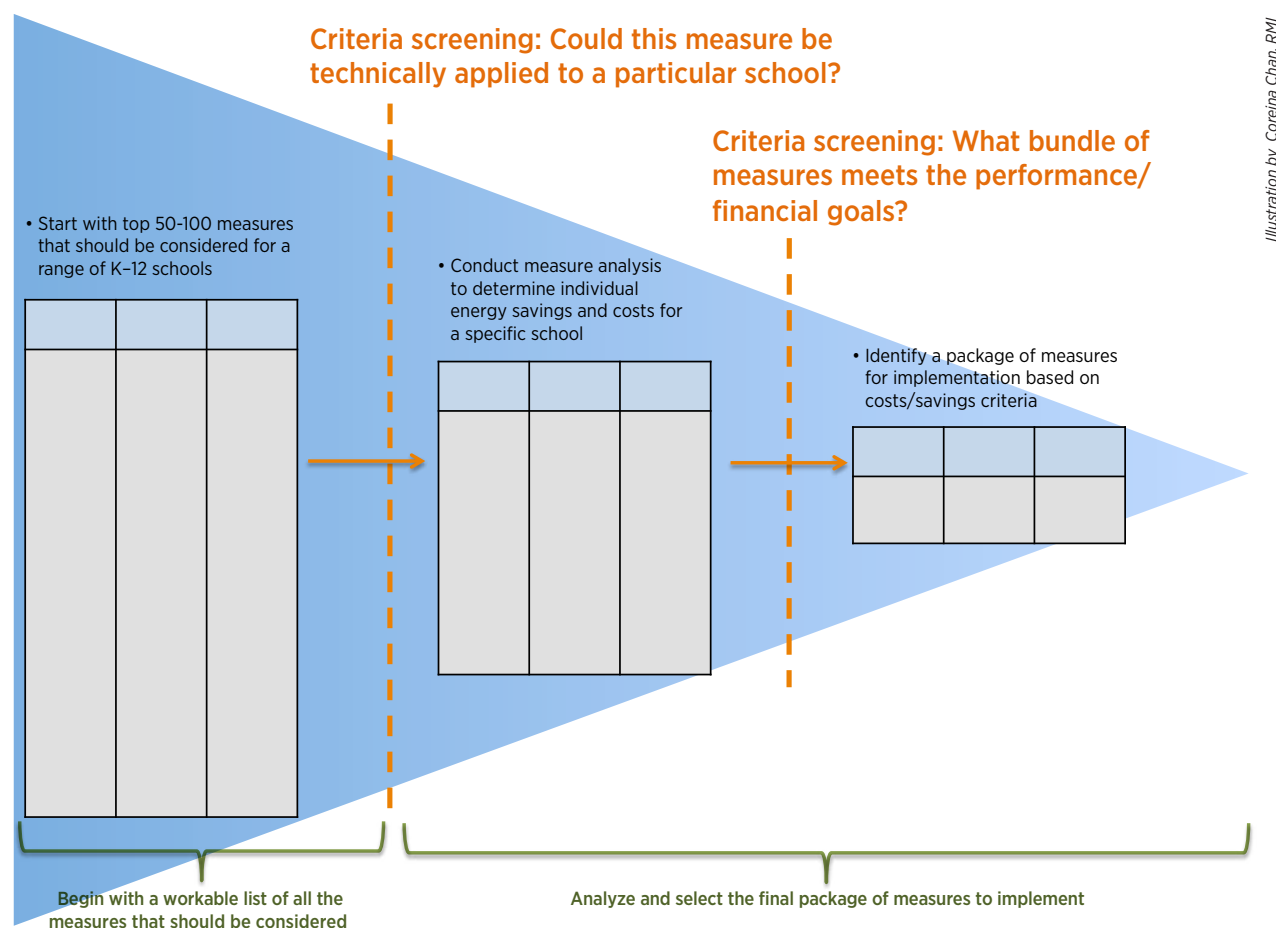 Criteria screening: Could this measure be
technically applied to a particular school?
Criteria screening: What bundle of
measures meets the performance/
financial goals?
• Start with top 50-100 measures
that should be considered for a
range of K–12 schools
• Conduct measure analysis
to determine individual
energy savings and costs for
a specific school
• Identify a package of measures
for implementation based on
costs/savings criteria
Begin with a workable list of all the
measures that should be considered
Analyze and select the final package of measures to implement
Illustration by Coreina Chan, RMI